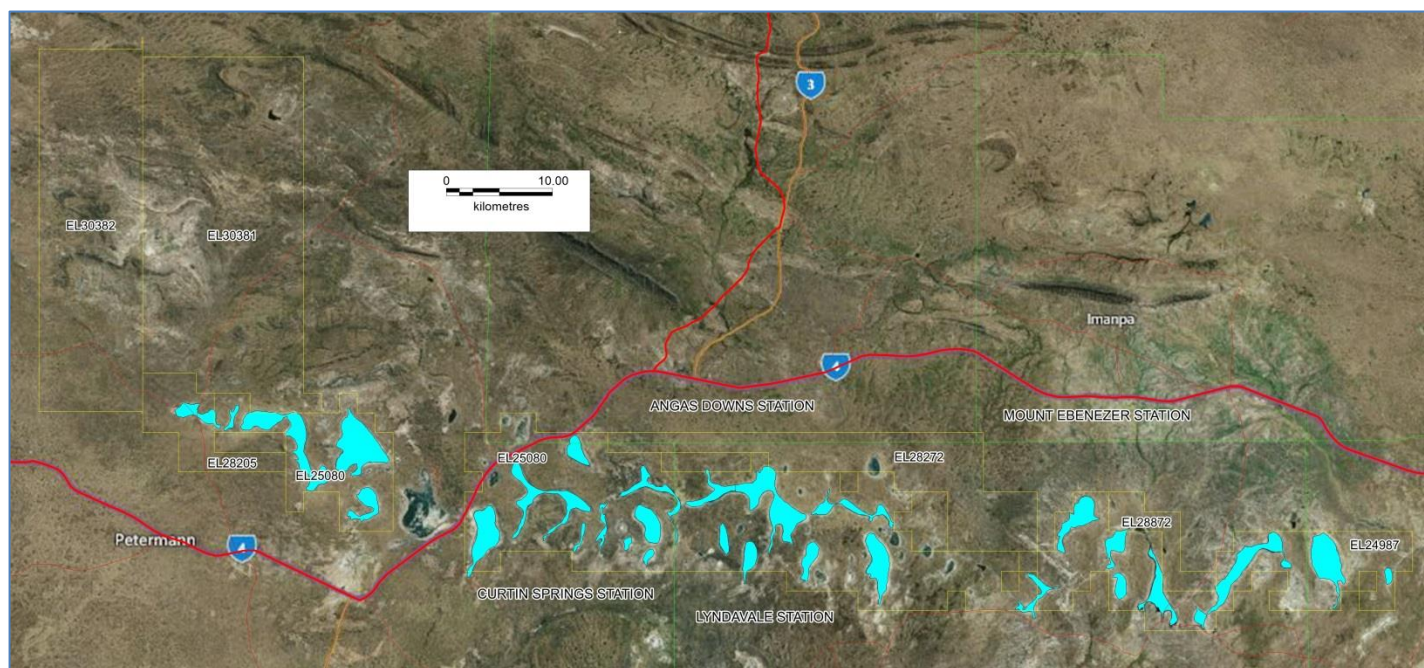 3
0 10.00
kilometres
EL30382
EL30381
Imanpa
4
ANGAS DOWNS STATION
MOUNT EBENEZER STATION
EL28205
EL25080
EL25080
EL28272
EL28872
Petermann
4
EL24987
CURTIN SPRINGS STATION
LYNDAVALE STATION